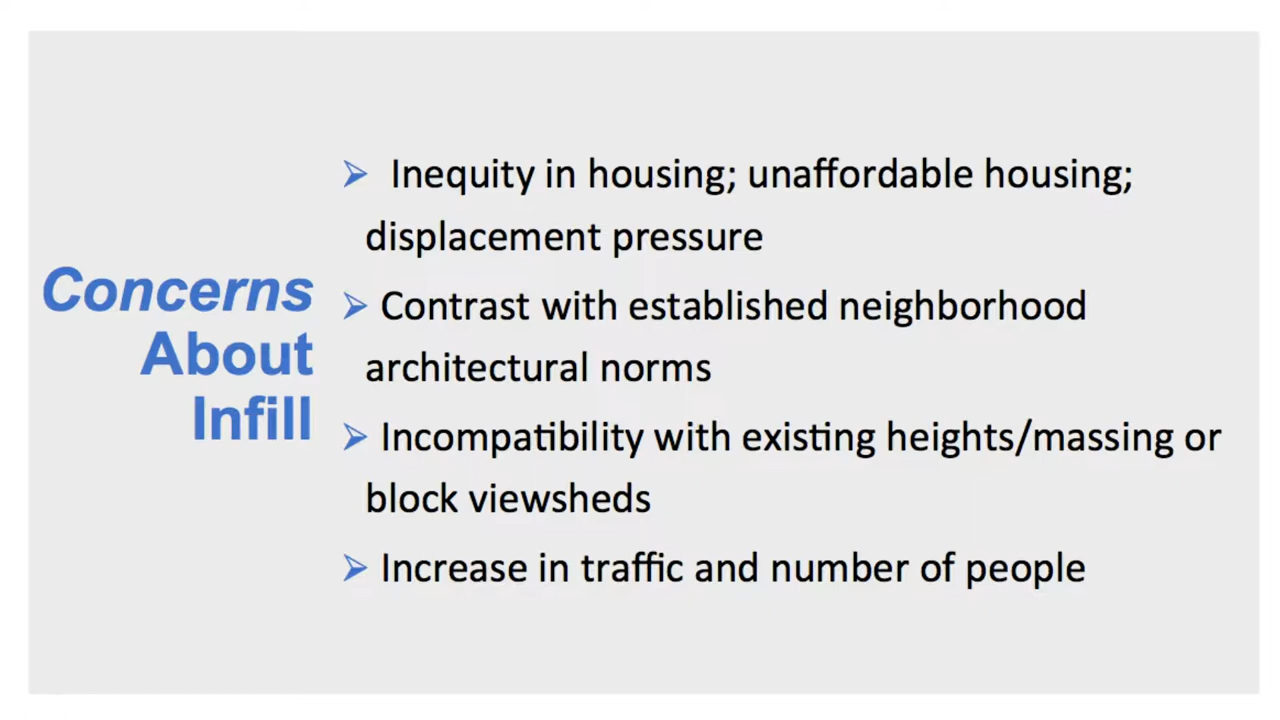 Concerns
About
Infill
➢ Inequity in housing; unaffordable housing;
displacement pressure
➢ Contrast with established neighborhood
architectural norms
➢ Incompatibility with existing heights/massing or
block viewsheds
➢ Increase in traffic and number of people